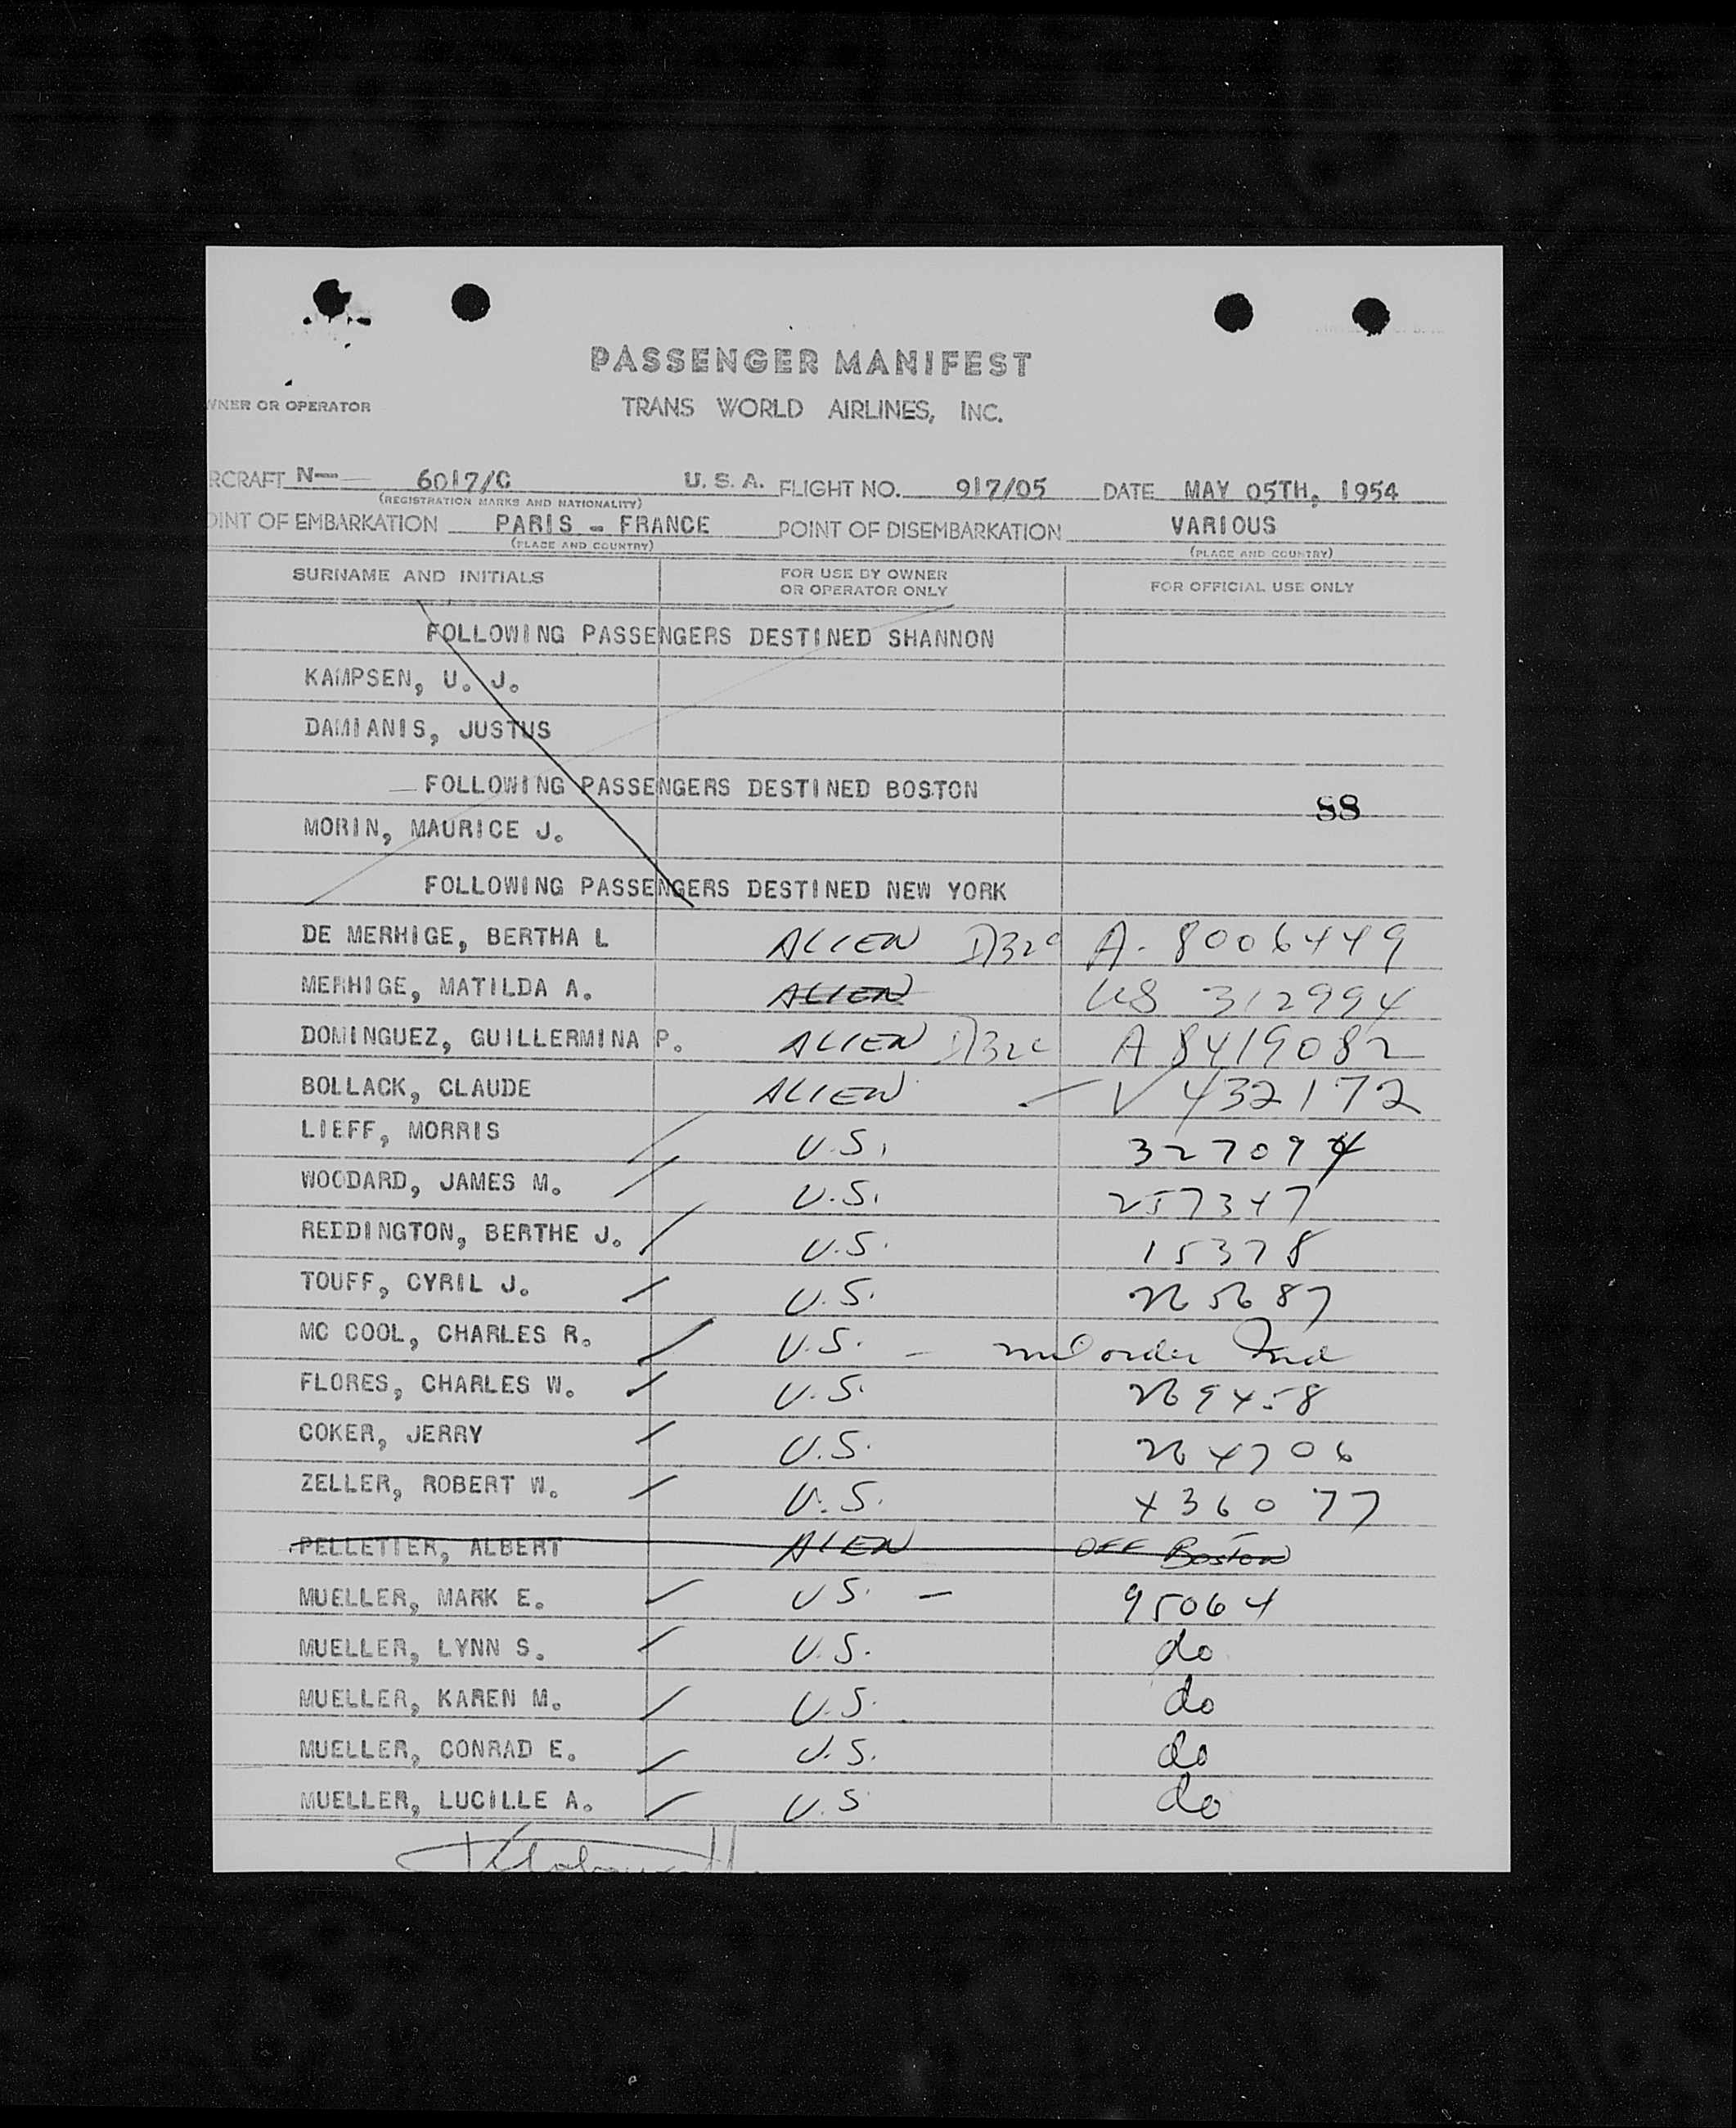 PASSENGER MANIFEST
WNER OR OPERATOR TRANS WORLD AIRLINES, INC.
RCRAFT N— 6017/C U. S. A. FLIGHT NO. 917/05 DATE MAY 05TH, 1954
(REGISTRATION MARKS AND NATIONALITY)
OINT OF EMBARKATION PARIS - FRANCE POINT OF DISEMBARKATION VARIOUS
(PLACE AND COUNTRY) (PLACE AND COUNTRY)
SURNAME AND INITIALS FOR USE BY OWNER OR OPERATOR ONLY FOR OFFICIAL USE ONLY
FOLLOWING PASSENGERS DESTINED SHANNON
KAMPSEN, U. J.
DAMIANIS, JUSTUS
FOLLOWING PASSENGERS DESTINED BOSTON
88
MORIN, MAURICE J.
FOLLOWING PASSENGERS DESTINED NEW YORK
DE MERHIGE, BERTHA L ALIEN A- 8006449
MERHIGE, MATILDA A. ALIEN US 312994
DOMINGUEZ, GUILLERMINA P. ALIEN A 8419082
BOLLACK, CLAUDE ALIEN V 432172
LIEFF, MORRIS U.S. 327094
WOODARD, JAMES M. U.S. 257347
REDDINGTON, BERTHE J. U.S. 15378
TOUFF, CYRIL J. U.S. 265687
MC COOL, CHARLES R. U.S. - order
FLORES, CHARLES W. U.S. 269458
COKER, JERRY U.S. 264706
ZELLER, ROBERT W. U.S. 436077
PELLETIER, ALBERT ALIEN OFF Boston
MUELLER, MARK E. U S. - 95064
MUELLER, LYNN S. U.S. do
MUELLER, KAREN M. U.S. do
MUELLER, CONRAD E. U.S. do
MUELLER, LUCILLE A. U.S do